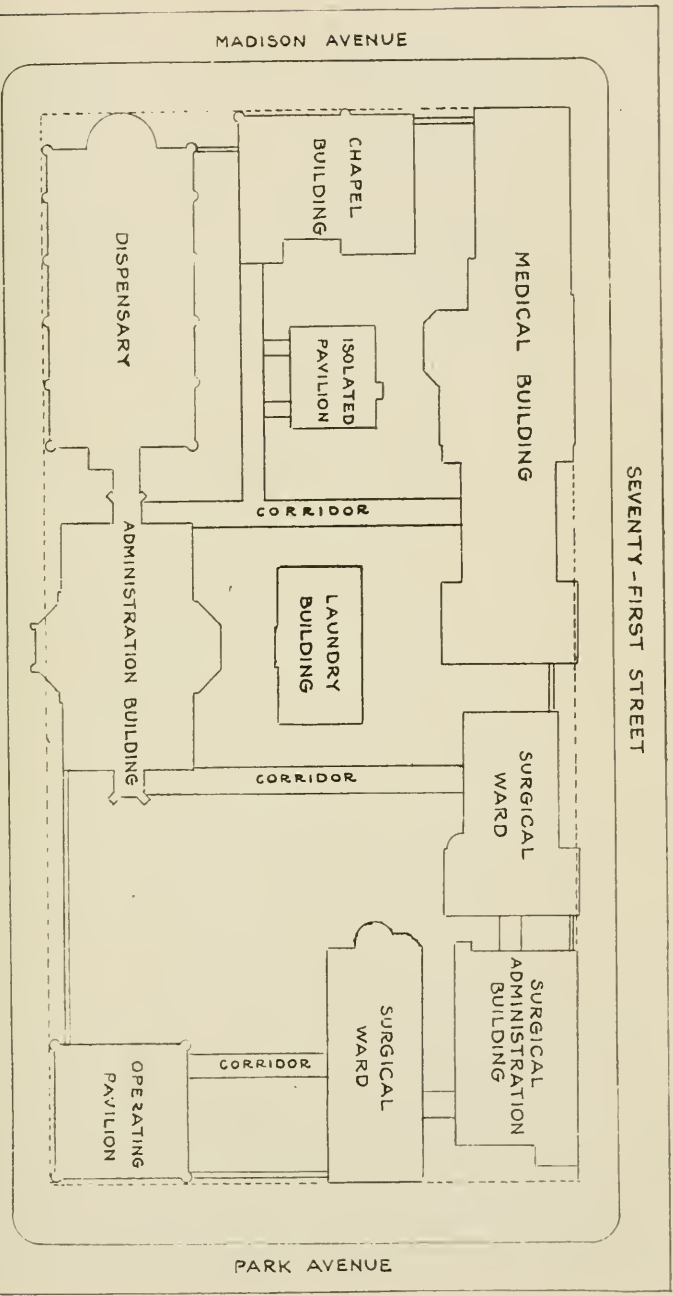 MADISON AVENUE
CHAPEL
BUILDING
DISPENSARY
MEDICAL BUILDING
ISOLATED
PAVILION
SEVENTY-FIRST STREET
CORRIDOR
ADMINISTRATION BUILDING
LAUNDRY
BUILDING
CORRIDOR
SURGICAL
WARD
SURGICAL
ADMINISTRATION
BUILDING
SURGICAL
WARD
CORRIDOR
OPERATING
PAVILION
PARK AVENUE